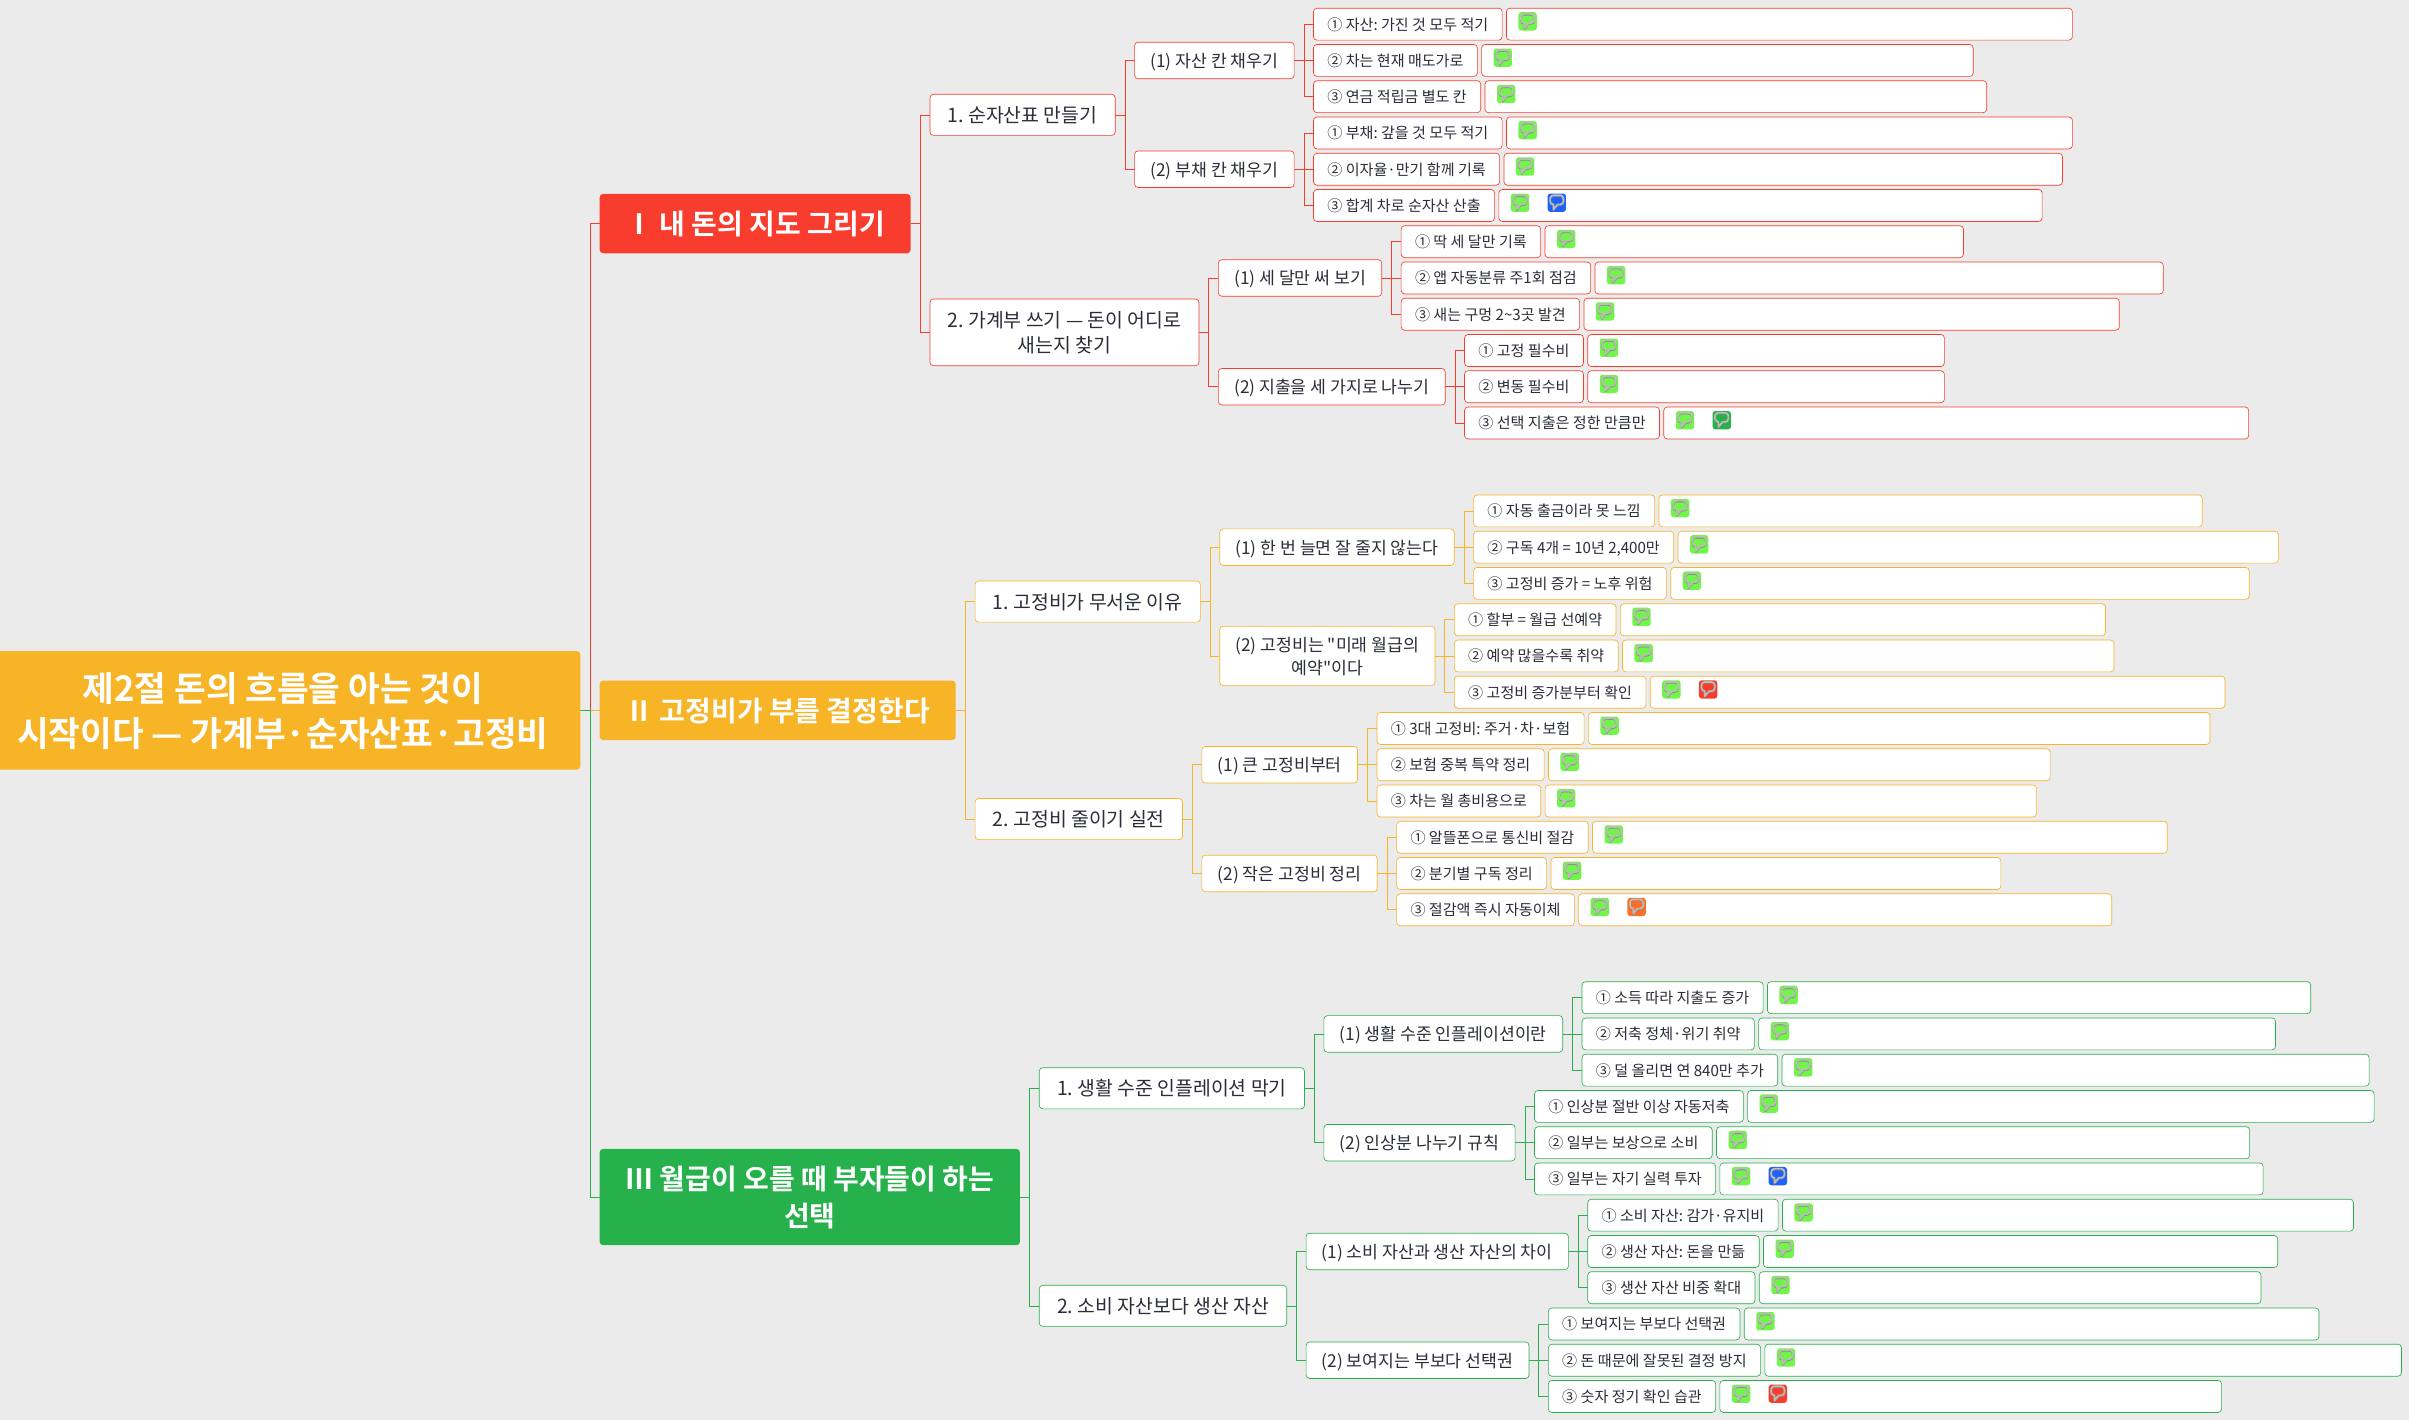 제2절 돈의 흐름을 아는 것이
시작이다 — 가계부·순자산표·고정비
Ⅰ 내 돈의 지도 그리기
1. 순자산표 만들기
(1) 자산 칸 채우기
① 자산: 가진 것 모두 적기
② 차는 현재 매도가로
③ 연금 적립금 별도 칸
(2) 부채 칸 채우기
① 부채: 갚을 것 모두 적기
② 이자율·만기 함께 기록
③ 합계 차로 순자산 산출
2. 가계부 쓰기 — 돈이 어디로
새는지 찾기
(1) 세 달만 써 보기
① 딱 세 달만 기록
② 앱 자동분류 주1회 점검
③ 새는 구멍 2~3곳 발견
(2) 지출을 세 가지로 나누기
① 고정 필수비
② 변동 필수비
③ 선택 지출은 정한 만큼만
II 고정비가 부를 결정한다
1. 고정비가 무서운 이유
(1) 한 번 늘면 잘 줄지 않는다
① 자동 출금이라 못 느낌
② 구독 4개 = 10년 2,400만
③ 고정비 증가 = 노후 위험
(2) 고정비는 "미래 월급의
예약"이다
① 할부 = 월급 선예약
② 예약 많을수록 취약
③ 고정비 증가분부터 확인
2. 고정비 줄이기 실전
(1) 큰 고정비부터
① 3대 고정비: 주거·차·보험
② 보험 중복 특약 정리
③ 차는 월 총비용으로
(2) 작은 고정비 정리
① 알뜰폰으로 통신비 절감
② 분기별 구독 정리
③ 절감액 즉시 자동이체
III 월급이 오를 때 부자들이 하는
선택
1. 생활 수준 인플레이션 막기
(1) 생활 수준 인플레이션이란
① 소득 따라 지출도 증가
② 저축 정체·위기 취약
③ 덜 올리면 연 840만 추가
(2) 인상분 나누기 규칙
① 인상분 절반 이상 자동저축
② 일부는 보상으로 소비
③ 일부는 자기 실력 투자
2. 소비 자산보다 생산 자산
(1) 소비 자산과 생산 자산의 차이
① 소비 자산: 감가·유지비
② 생산 자산: 돈을 만듦
③ 생산 자산 비중 확대
(2) 보여지는 부보다 선택권
① 보여지는 부보다 선택권
② 돈 때문에 잘못된 결정 방지
③ 숫자 정기 확인 습관